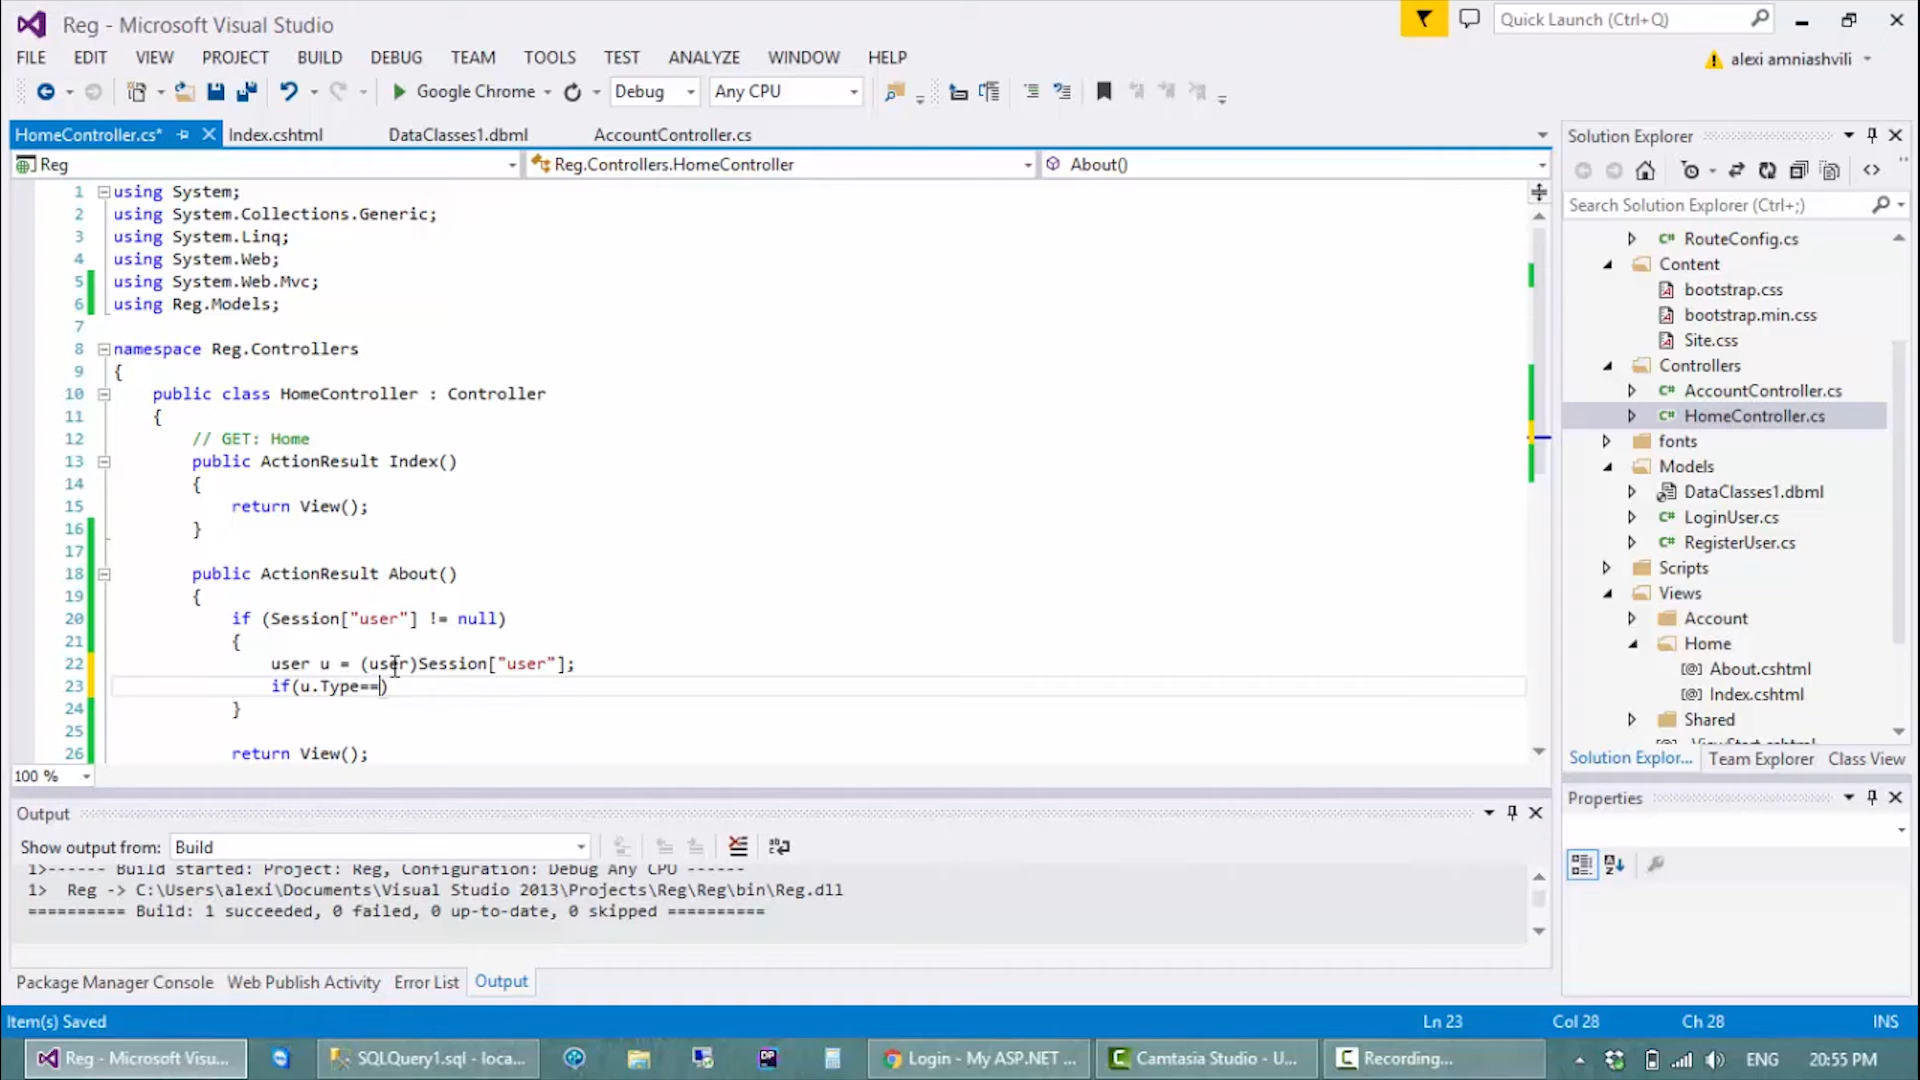 Reg - Microsoft Visual Studio
Quick Launch (Ctrl+Q)
FILE EDIT VIEW PROJECT BUILD DEBUG TEAM TOOLS TEST ANALYZE WINDOW HELP
alexi amniashvili
Google Chrome Debug Any CPU
HomeController.cs* Index.cshtml DataClasses1.dbml AccountController.cs
Reg Reg.Controllers.HomeController About()
1 using System;
2 using System.Collections.Generic;
3 using System.Linq;
4 using System.Web;
5 using System.Web.Mvc;
6 using Reg.Models;
7
8 namespace Reg.Controllers
9 {
10 public class HomeController : Controller
11 {
12 // GET: Home
13 public ActionResult Index()
14 {
15 return View();
16 }
17
18 public ActionResult About()
19 {
20 if (Session["user"] != null)
21 {
22 user u = (user)Session["user"];
23 if(u.Type==)
24 }
25
26 return View();
100 %
Solution Explorer
Search Solution Explorer (Ctrl+;)
RouteConfig.cs
Content
bootstrap.css
bootstrap.min.css
Site.css
Controllers
AccountController.cs
HomeController.cs
fonts
Models
DataClasses1.dbml
LoginUser.cs
RegisterUser.cs
Scripts
Views
Account
Home
About.cshtml
Index.cshtml
Shared
_ViewStart.cshtml
Solution Explor... Team Explorer Class View
Properties
Output
Show output from: Build
1>------ Build started: Project: Reg, Configuration: Debug Any CPU ------
1> Reg -> C:\Users\alexi\Documents\Visual Studio 2013\Projects\Reg\Reg\bin\Reg.dll
========== Build: 1 succeeded, 0 failed, 0 up-to-date, 0 skipped ==========
Package Manager Console Web Publish Activity Error List Output
Item(s) Saved Ln 23 Col 28 Ch 28 INS
Reg - Microsoft Visu... SQLQuery1.sql - loca... DP Login - My ASP.NET ... Camtasia Studio - U... Recording... ENG 20:55 PM